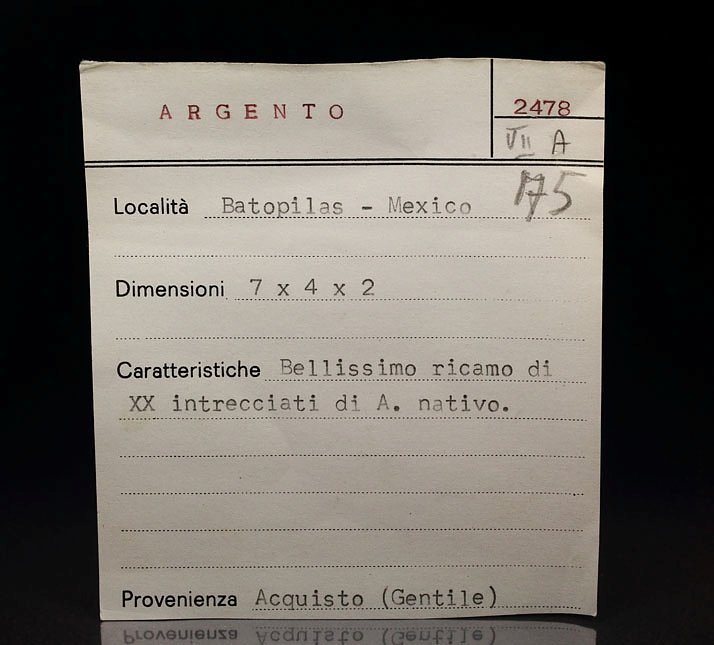 ARGENTO
2478
VII A
175
Località Batopilas - Mexico
Dimensioni 7 x 4 x 2
Caratteristiche Bellissimo ricamo di
XX intrecciati di A. nativo.
Provenienza Acquisto (Gentile)